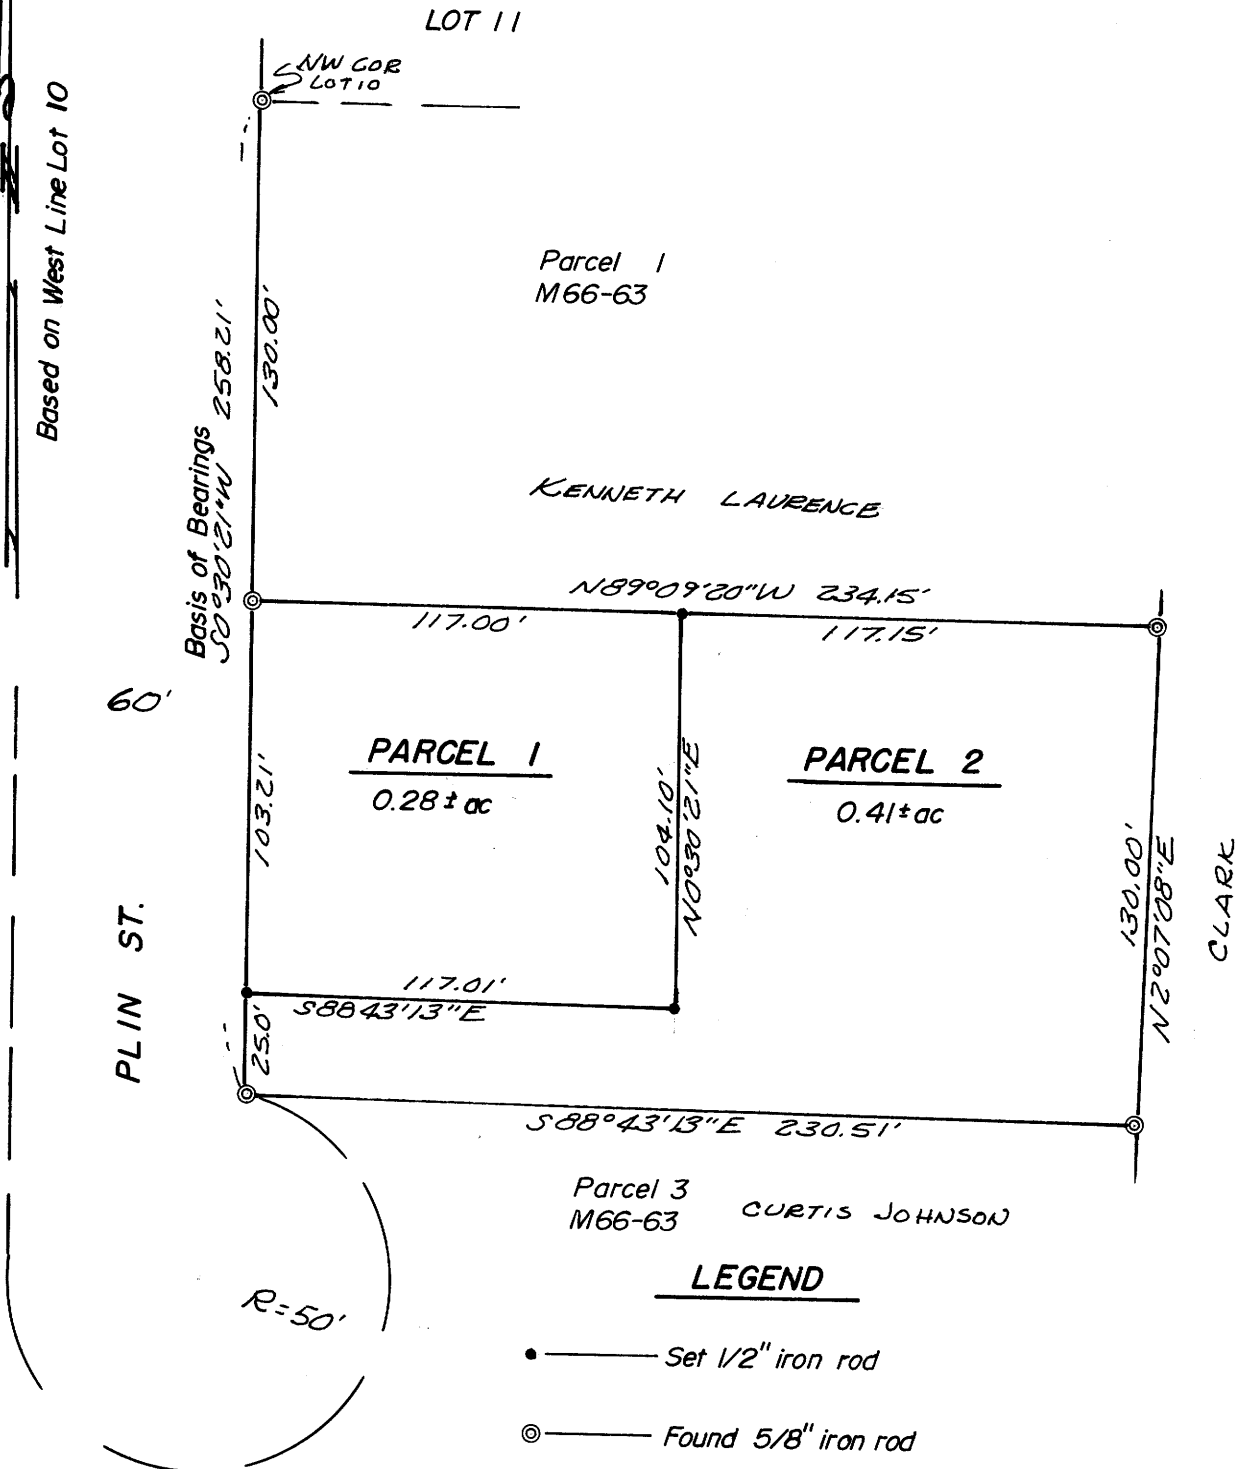 LOT 11
NW COR
LOT 10
Based on West Line Lot 10
Parcel 1
M66-63
130.00'
Basis of Bearings
S0°30'21"W 258.21'
KENNETH LAURENCE
N89°09'20"W 234.15'
117.00'
117.15'
60'
PARCEL 1
0.28 ± ac
PARCEL 2
0.41 ± ac
103.21'
104.10'
N0°30'21"E
130.00'
N2°07'08"E
CLARK
PLIN ST.
117.01'
S88 43'13"E
25.0'
S88°43'13"E 230.51'
Parcel 3
M66-63
CURTIS JOHNSON
R=50'
LEGEND
Set 1/2" iron rod
Found 5/8" iron rod